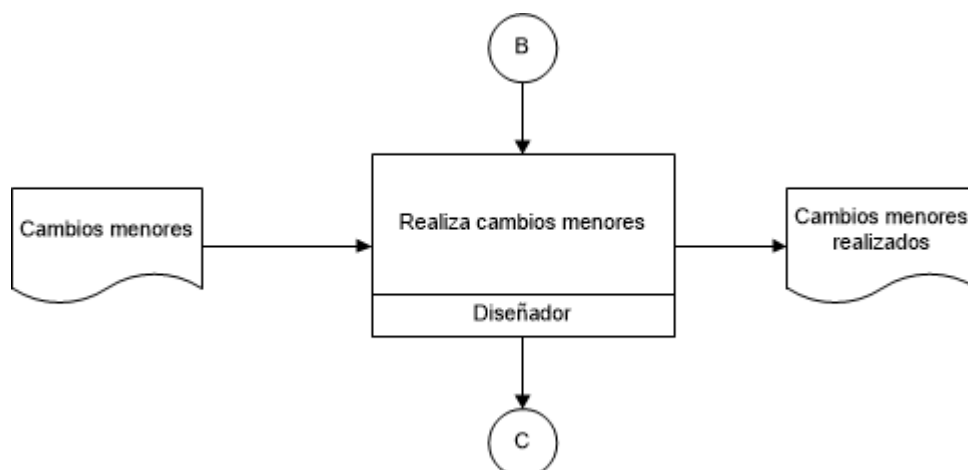 B
Cambios menores
Realiza cambios menores
Cambios menores
realizados
Diseñador
C